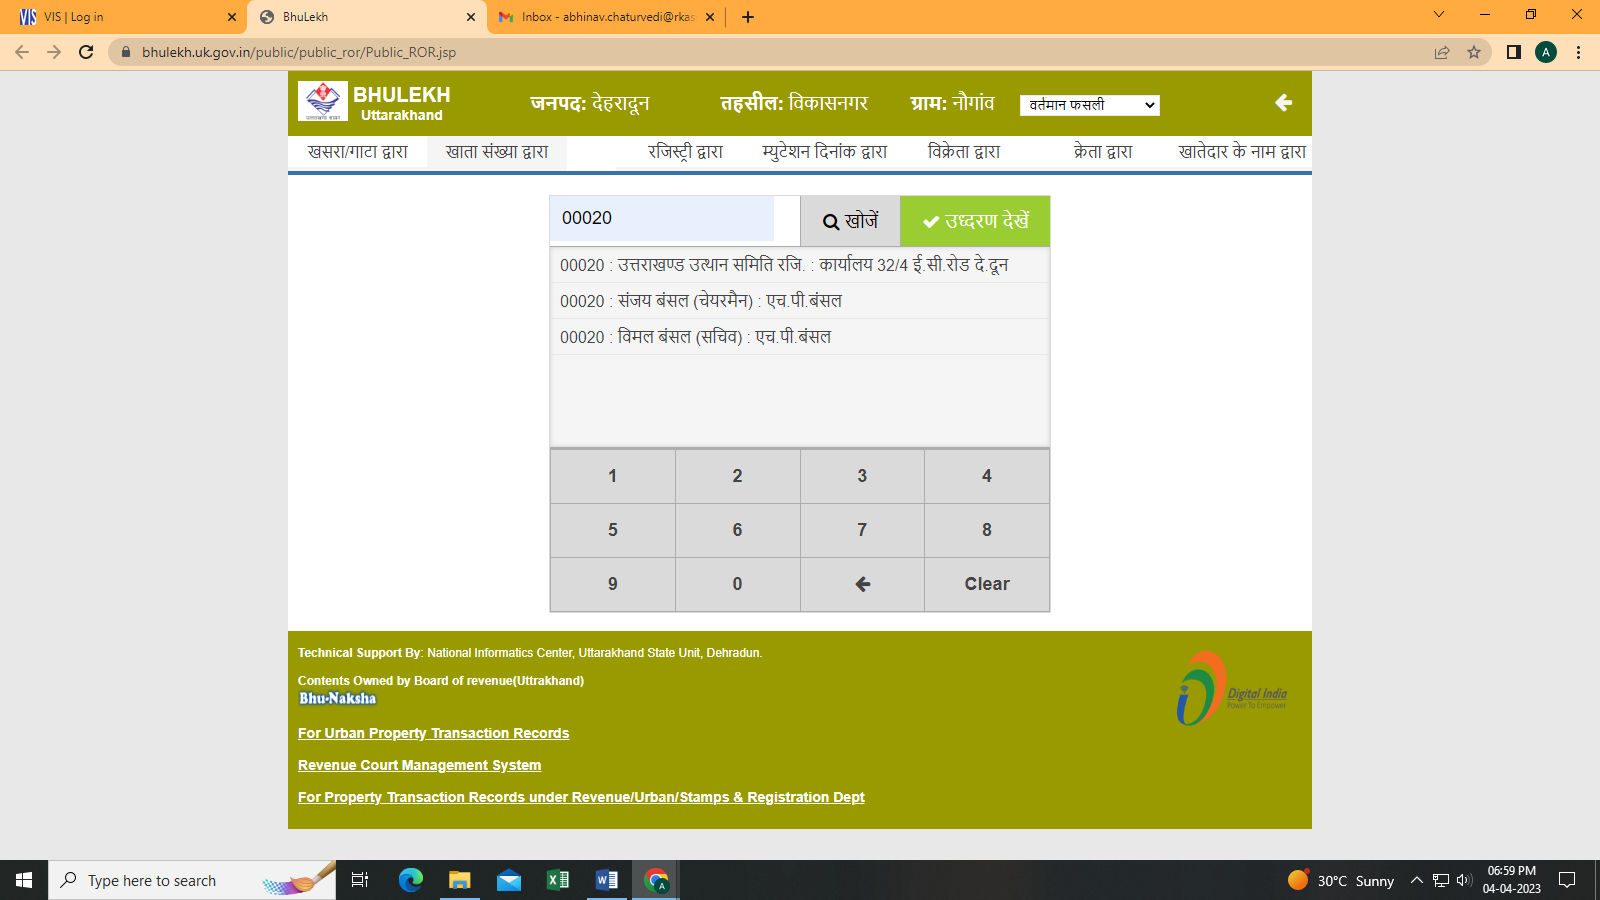 VIS | Log in
BhuLekh
Inbox - abhinav.chaturvedi@rkas
bhulekh.uk.gov.in/public/public_ror/Public_ROR.jsp
A
BHULEKH
Uttarakhand
जनपद: देहरादून
तहसील: विकासनगर
ग्राम: नौगांव
वर्तमान फसली
खसरा/गाटा द्वारा
खाता संख्या द्वारा
रजिस्ट्री द्वारा
म्युटेशन दिनांक द्वारा
विक्रेता द्वारा
क्रेता द्वारा
खातेदार के नाम द्वारा
00020
खोजें
उध्दरण देखें
00020 : उत्तराखण्ड उत्थान समिति रजि. : कार्यालय 32/4 ई.सी.रोड दे.दून
00020 : संजय बंसल (चेयरमैन) : एच.पी.बंसल
00020 : विमल बंसल (सचिव) : एच.पी.बंसल
1 2 3 4
5 6 7 8
9 0 Clear
Technical Support By: National Informatics Center, Uttarakhand State Unit, Dehradun.
Contents Owned by Board of revenue(Uttrakhand)
Bhu-Naksha
For Urban Property Transaction Records
Revenue Court Management System
For Property Transaction Records under Revenue/Urban/Stamps & Registration Dept
Digital India
Power To Empower
Type here to search
30°C Sunny
06:59 PM
04-04-2023